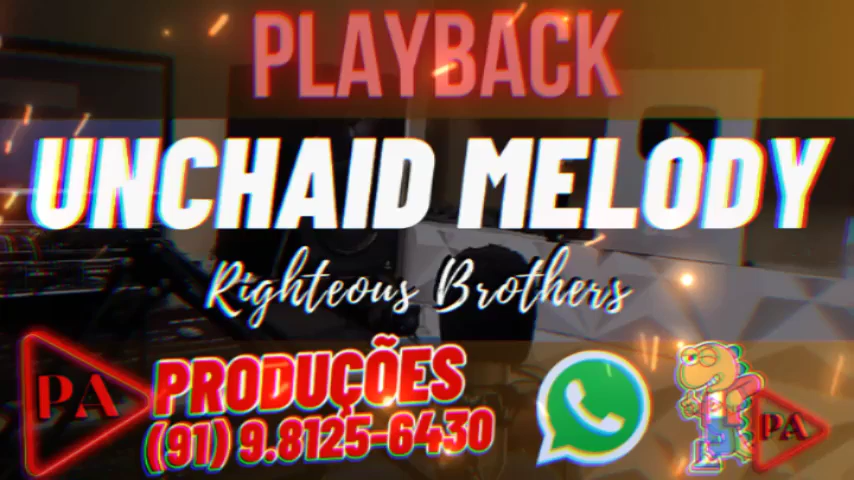 PLAYBACK
UNCHAID MELODY
Righteous Brothers
PA PRODUÇÕES
(91) 9.8125-6430
PA